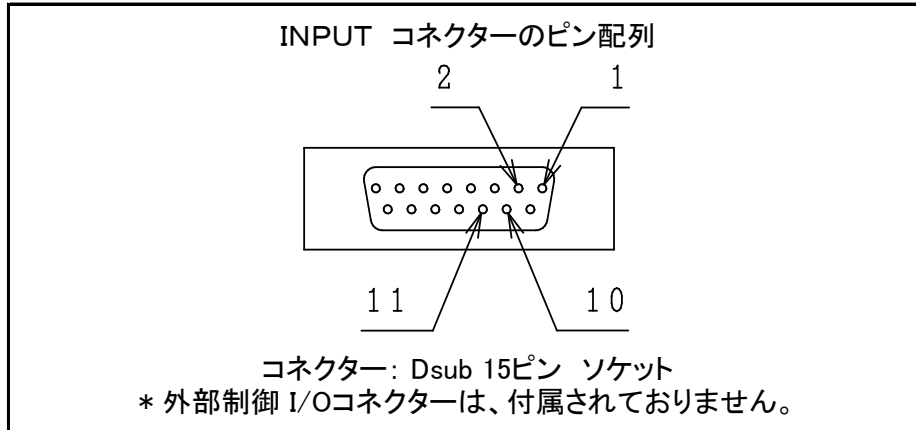 INPUT コネクターのピン配列
2 1
11 10
コネクター: Dsub 15ピン ソケット
* 外部制御 I/Oコネクターは、付属されておりません。